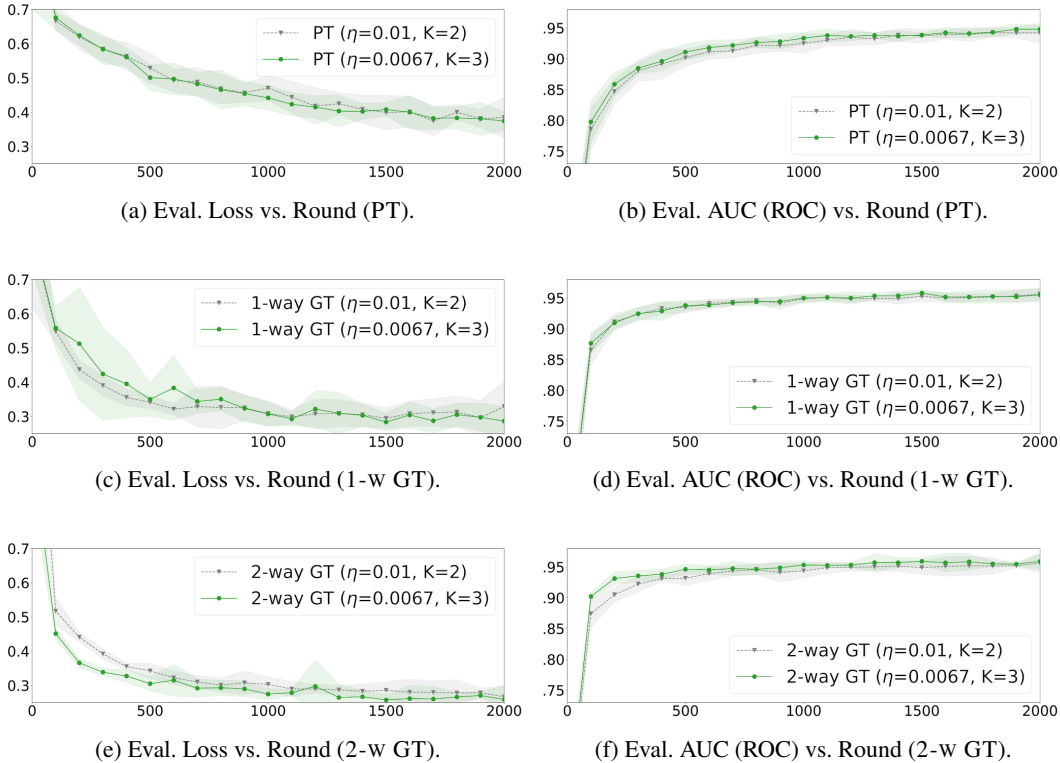 0.7
0.6
0.5
0.4
0.3
0 500 1000 1500 2000
PT (η=0.01, K=2)
PT (η=0.0067, K=3)
(a) Eval. Loss vs. Round (PT).
.95
.90
.85
.80
.75
0 500 1000 1500 2000
PT (η=0.01, K=2)
PT (η=0.0067, K=3)
(b) Eval. AUC (ROC) vs. Round (PT).
0.7
0.6
0.5
0.4
0.3
0 500 1000 1500 2000
1-way GT (η=0.01, K=2)
1-way GT (η=0.0067, K=3)
(c) Eval. Loss vs. Round (1-w GT).
.95
.90
.85
.80
.75
0 500 1000 1500 2000
1-way GT (η=0.01, K=2)
1-way GT (η=0.0067, K=3)
(d) Eval. AUC (ROC) vs. Round (1-w GT).
0.7
0.6
0.5
0.4
0.3
0 500 1000 1500 2000
2-way GT (η=0.01, K=2)
2-way GT (η=0.0067, K=3)
(e) Eval. Loss vs. Round (2-w GT).
.95
.90
.85
.80
.75
0 500 1000 1500 2000
2-way GT (η=0.01, K=2)
2-way GT (η=0.0067, K=3)
(f) Eval. AUC (ROC) vs. Round (2-w GT).